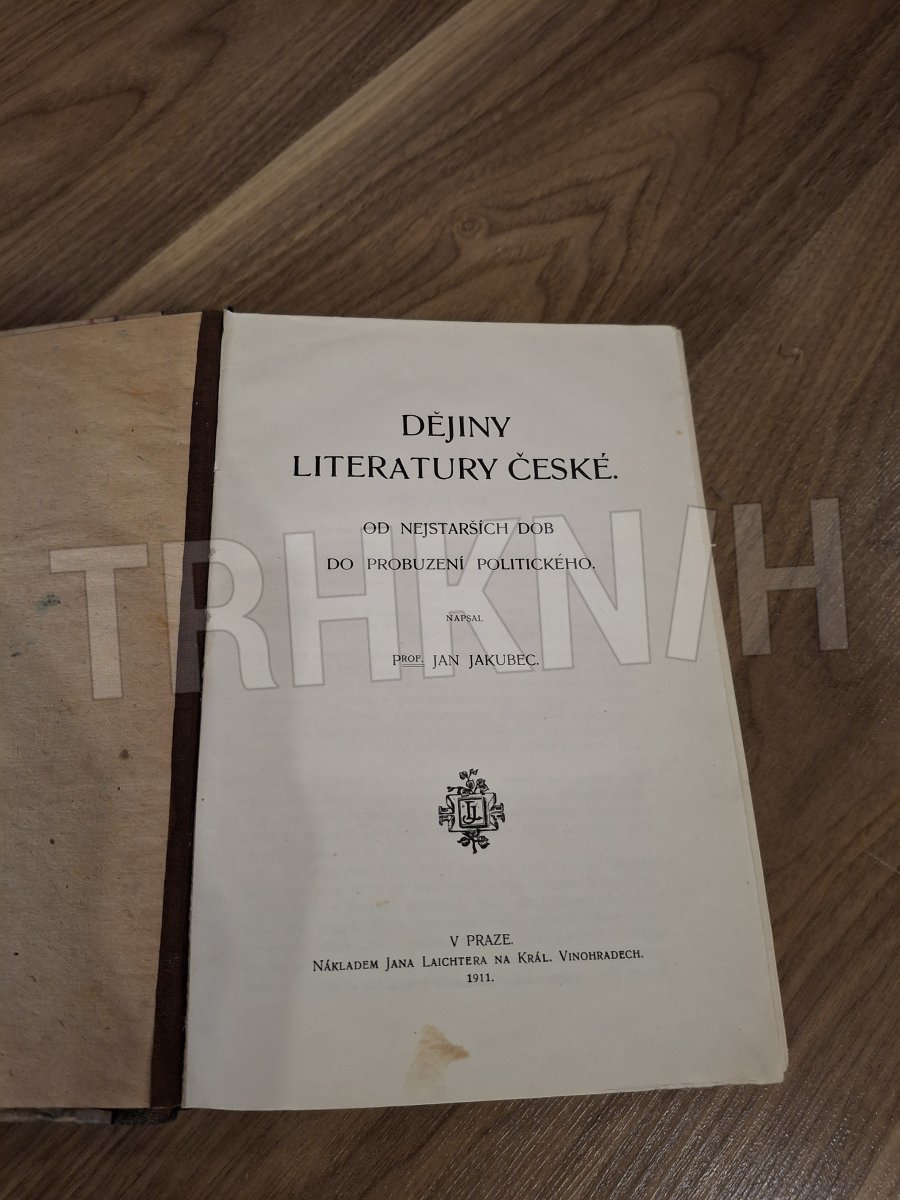 DĚJINY
LITERATURY ČESKÉ.
OD NEJSTARŠÍCH DOB
DO PROBUZENÍ POLITICKÉHO.
NAPSAL
PROF. JAN JAKUBEC.
JL
V PRAZE.
NÁKLADEM JANA LAICHTERA NA KRÁL. VINOHRADECH.
1911.
TRHKNIH